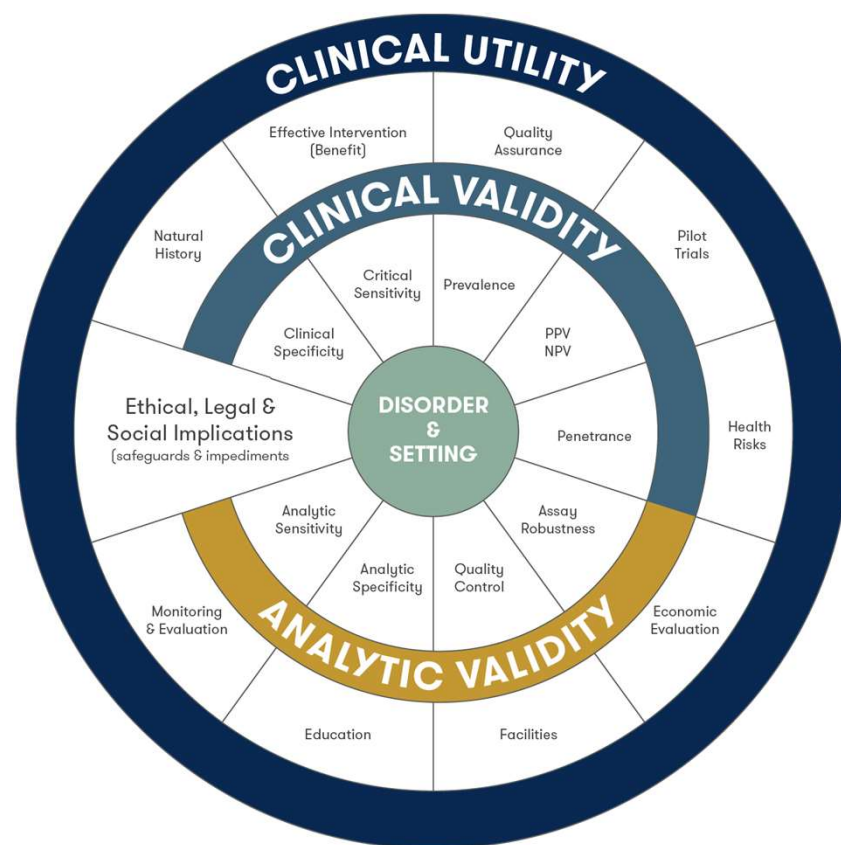 CLINICAL UTILITY
Effective Intervention
(Benefit)
Quality
Assurance
Natural
History
Pilot
Trials
CLINICAL VALIDITY
Critical
Sensitivity
Prevalence
Clinical
Specificity
PPV
NPV
Ethical, Legal &
Social Implications
(safeguards & impediments
DISORDER
&
SETTING
Penetrance
Health
Risks
Analytic
Sensitivity
Assay
Robustness
Analytic
Specificity
Quality
Control
Monitoring
& Evaluation
ANALYTIC VALIDITY
Economic
Evaluation
Education
Facilities